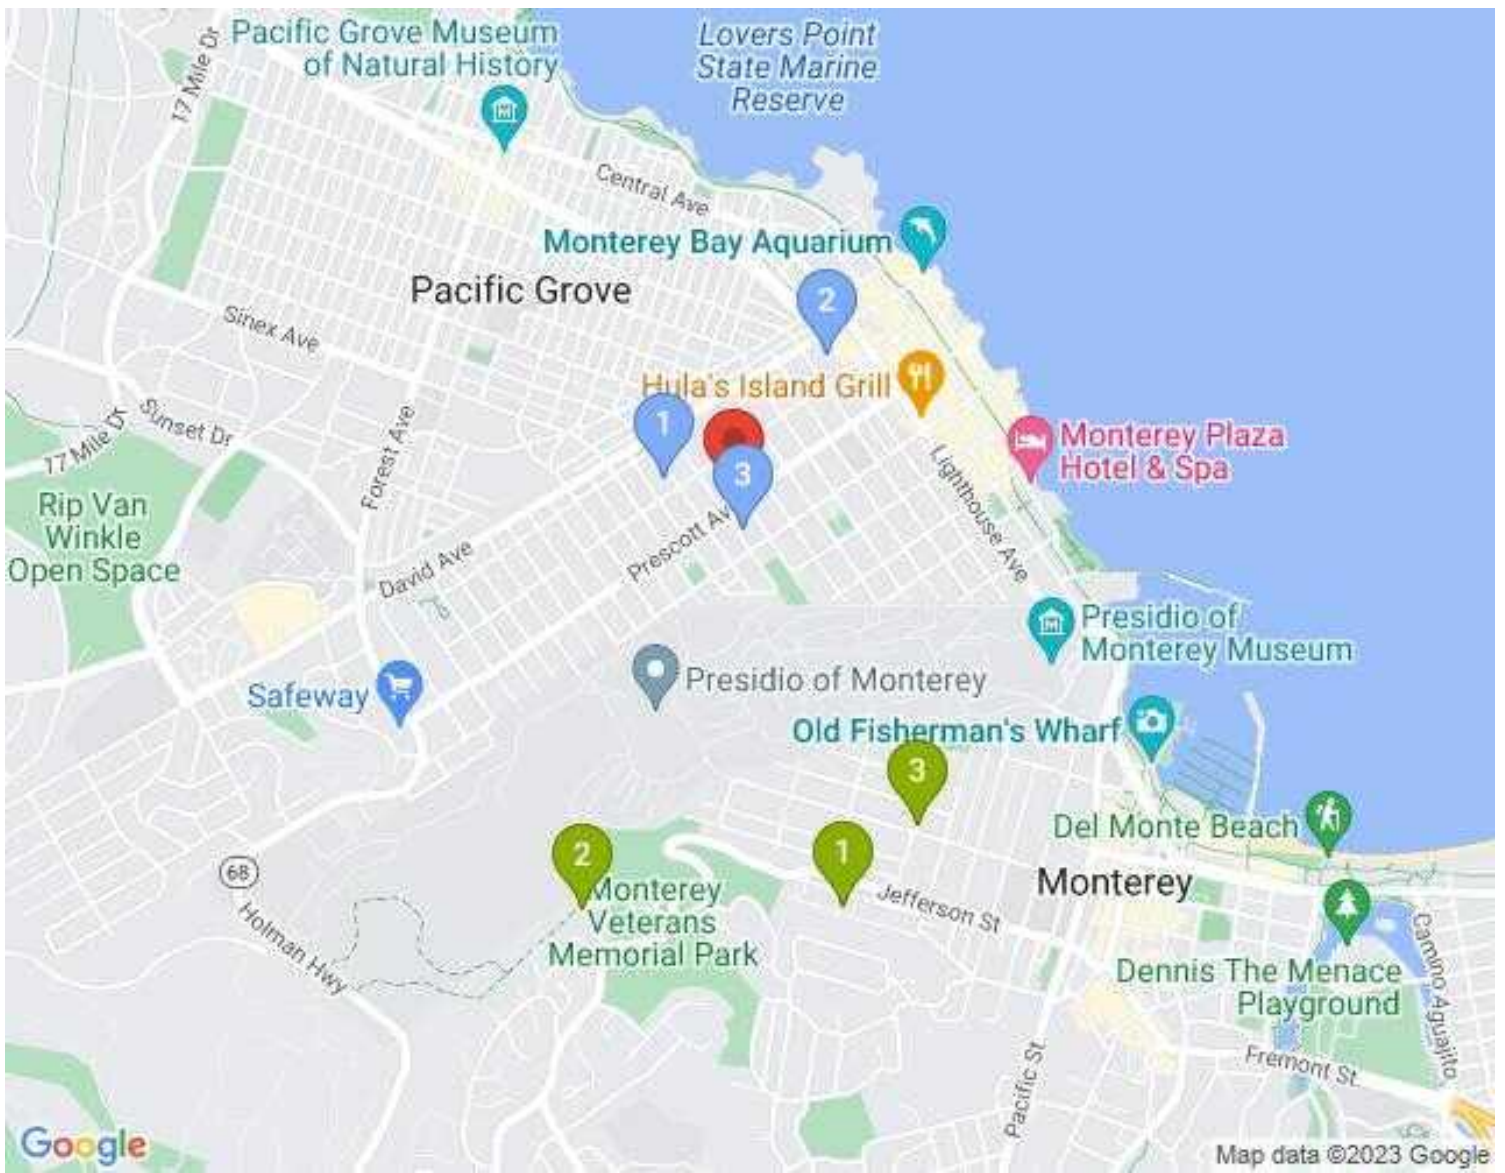 Pacific Grove Museum
of Natural History
Lovers Point
State Marine
Reserve
17 Mile Dr
Central Ave
Monterey Bay Aquarium
Pacific Grove
2
Sinex Ave
Hula's Island Grill
1
3
Sunset Dr
17 Mile Dr
Forest Ave
Lighthouse Ave
Monterey Plaza
Hotel & Spa
Rip Van
Winkle
Open Space
David Ave
Prescott Av
Presidio of
Monterey Museum
Safeway
Presidio of Monterey
Old Fisherman's Wharf
3
Del Monte Beach
2
1
68
Monterey
Veterans
Memorial Park
Jefferson St
Monterey
Holman Hwy
Camino Aguajito
Dennis The Menace
Playground
Pacific St
Fremont St
Google
Map data ©2023 Google